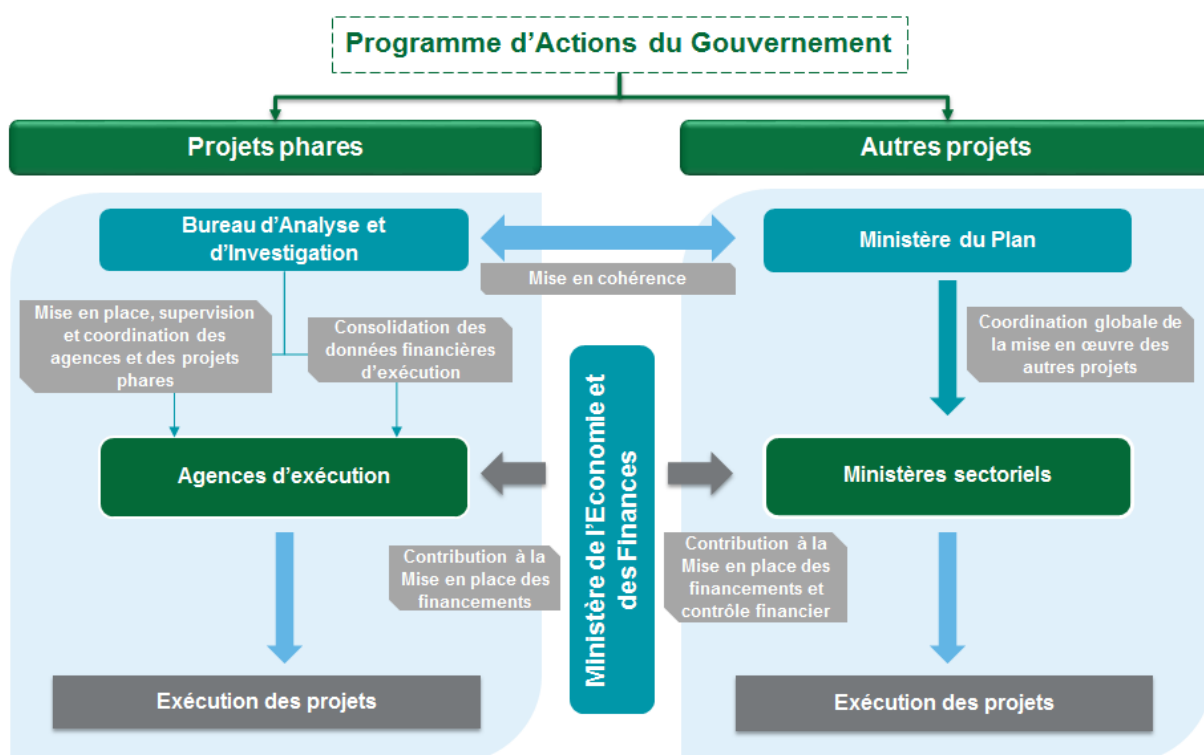 Programme d'Actions du Gouvernement
Projets phares
Autres projets
Bureau d'Analyse et
d'Investigation
Ministère du Plan
Mise en cohérence
Mise en place, supervision
et coordination des
agences et des projets
phares
Consolidation des
données financières
d'exécution
Coordination globale de
la mise en œuvre des
autres projets
Ministère de l'Economie et
des Finances
Agences d'exécution
Ministères sectoriels
Contribution à la
Mise en place des
financements
Contribution à la
Mise en place des
financements et
contrôle financier
Exécution des projets
Exécution des projets